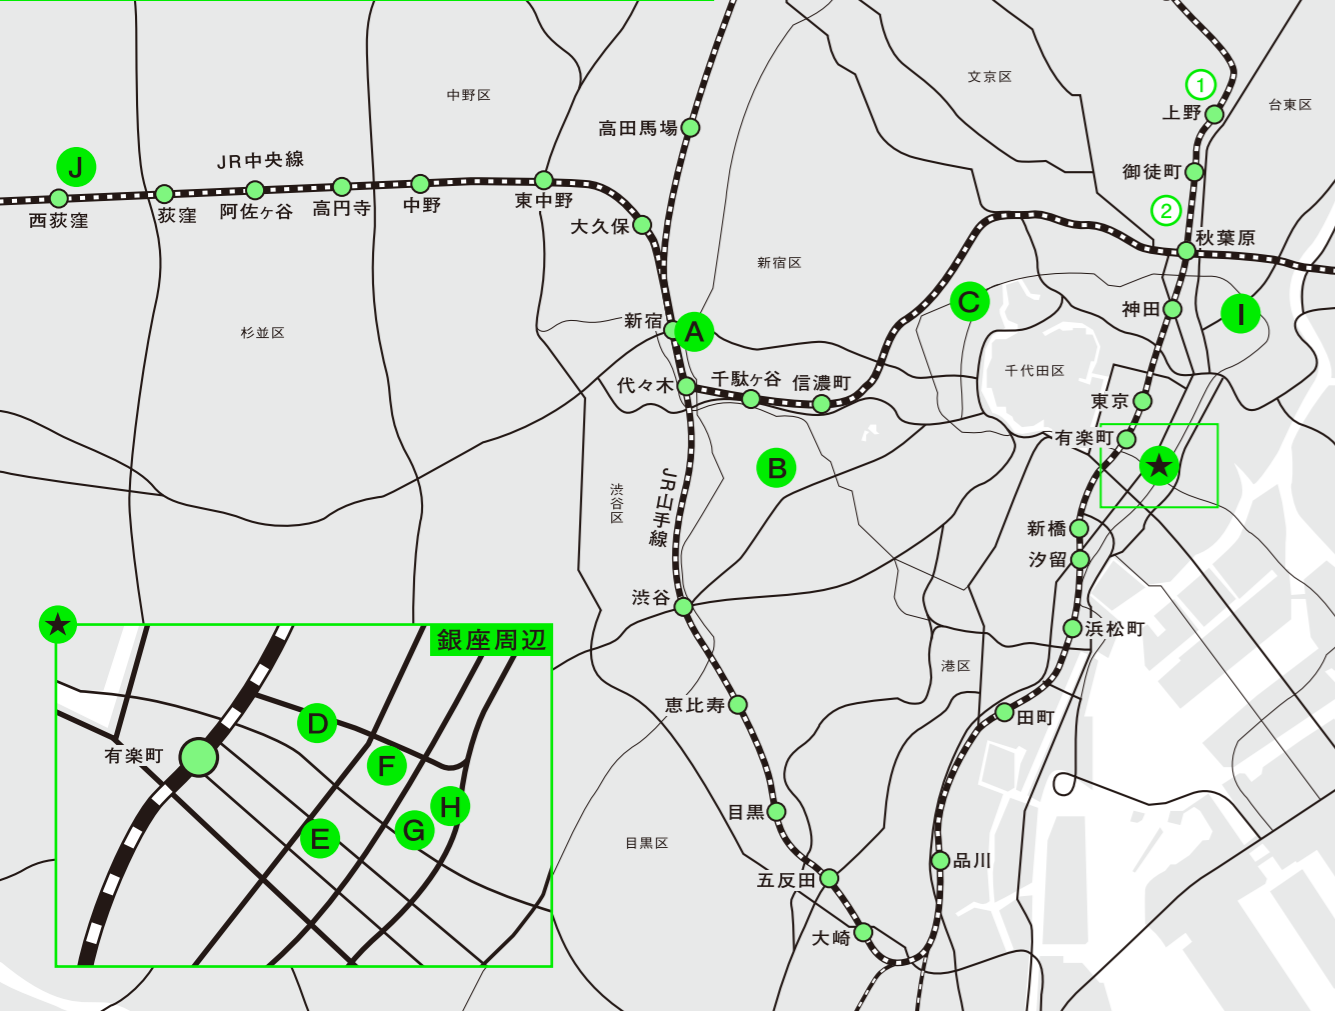 中野区
文京区
①
台東区
上野
高田馬場
J
JR中央線
御徒町
②
西荻窪
荻窪
阿佐ヶ谷
高円寺
中野
東中野
大久保
秋葉原
新宿区
杉並区
新宿
A
C
神田
I
代々木
千駄ヶ谷
信濃町
千代田区
東京
有楽町
★
B
JR山手線
渋谷区
新橋
汐留
渋谷
浜松町
港区
恵比寿
田町
目黒
目黒区
五反田
品川
大崎
★
銀座周辺
有楽町
D
F
E
G
H